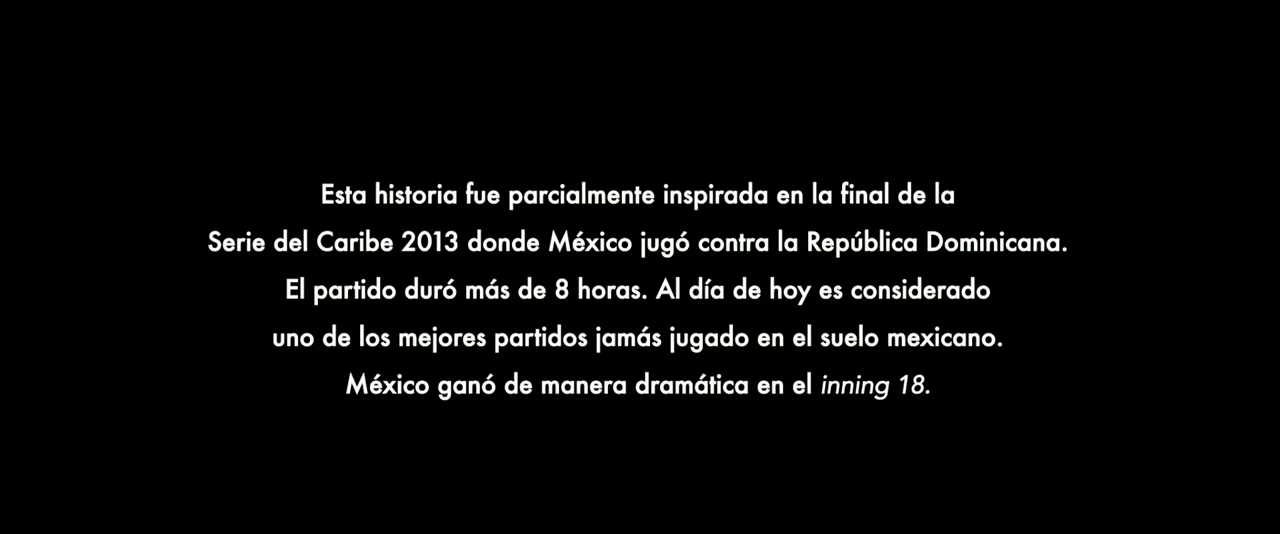 Esta historia fue parcialmente inspirada en la final de la
Serie del Caribe 2013 donde México jugó contra la República Dominicana.
El partido duró más de 8 horas. Al día de hoy es considerado
uno de los mejores partidos jamás jugado en el suelo mexicano.
México ganó de manera dramática en el inning 18.